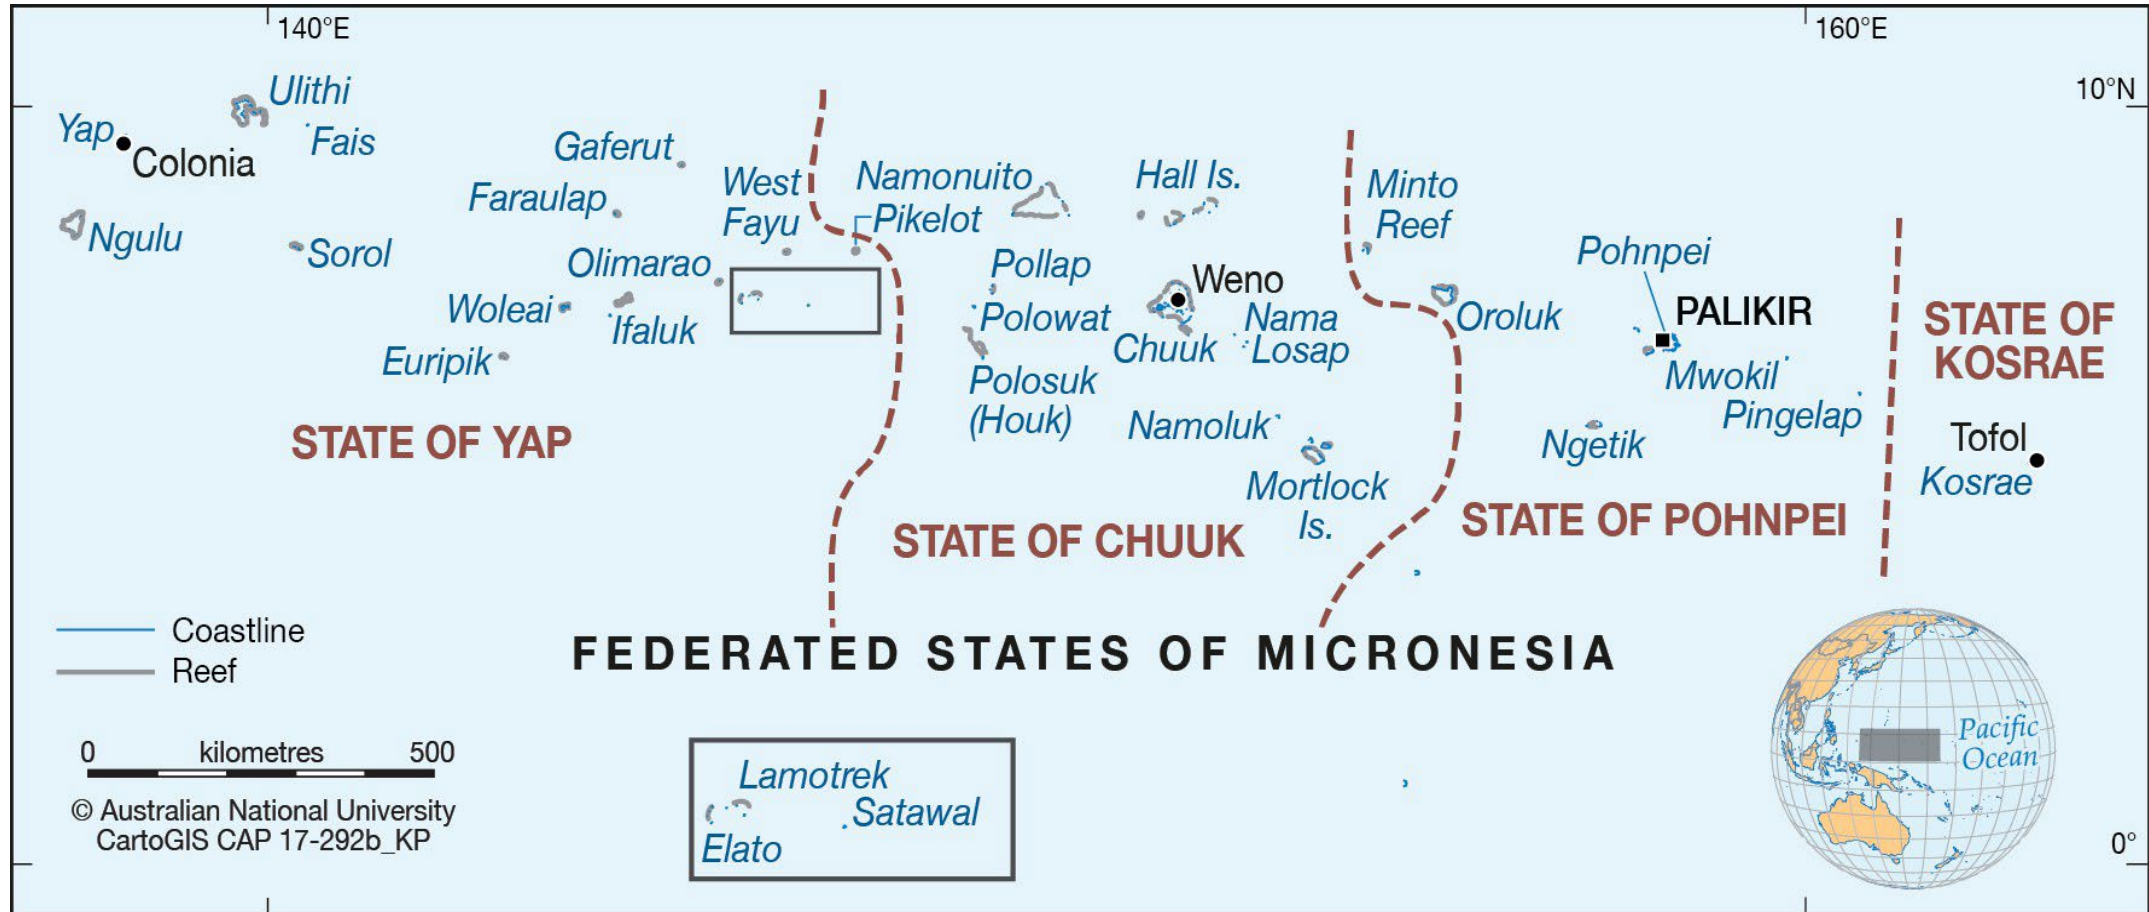 140°E
160°E
10°N
Ulithi
Yap
Fais
Colonia
Ngulu
Sorol
Gaferut
Faraulap
West
Fayu
Olimarao
Woleai
Ifaluk
Euripik
STATE OF YAP
Namonuito
Pikelot
Hall Is.
Pollap
Weno
Polowat
Nama
Chuuk
Losap
Polosuk
(Houk)
Namoluk
Mortlock
Is.
STATE OF CHUUK
Minto
Reef
Oroluk
Pohnpei
PALIKIR
Mwokil
Pingelap
Ngetik
STATE OF POHNPEI
STATE OF
KOSRAE
Tofol
Kosrae
Coastline
Reef
FEDERATED STATES OF MICRONESIA
0 kilometres 500
© Australian National University
CartoGIS CAP 17-292b_KP
Lamotrek
Satawal
Elato
Pacific
Ocean
0°